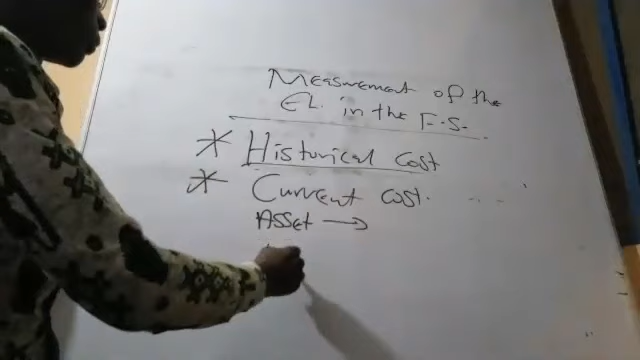 Measurement of the
EL. in the F.S.
* Historical Cost
* Current Cost.
Asset →